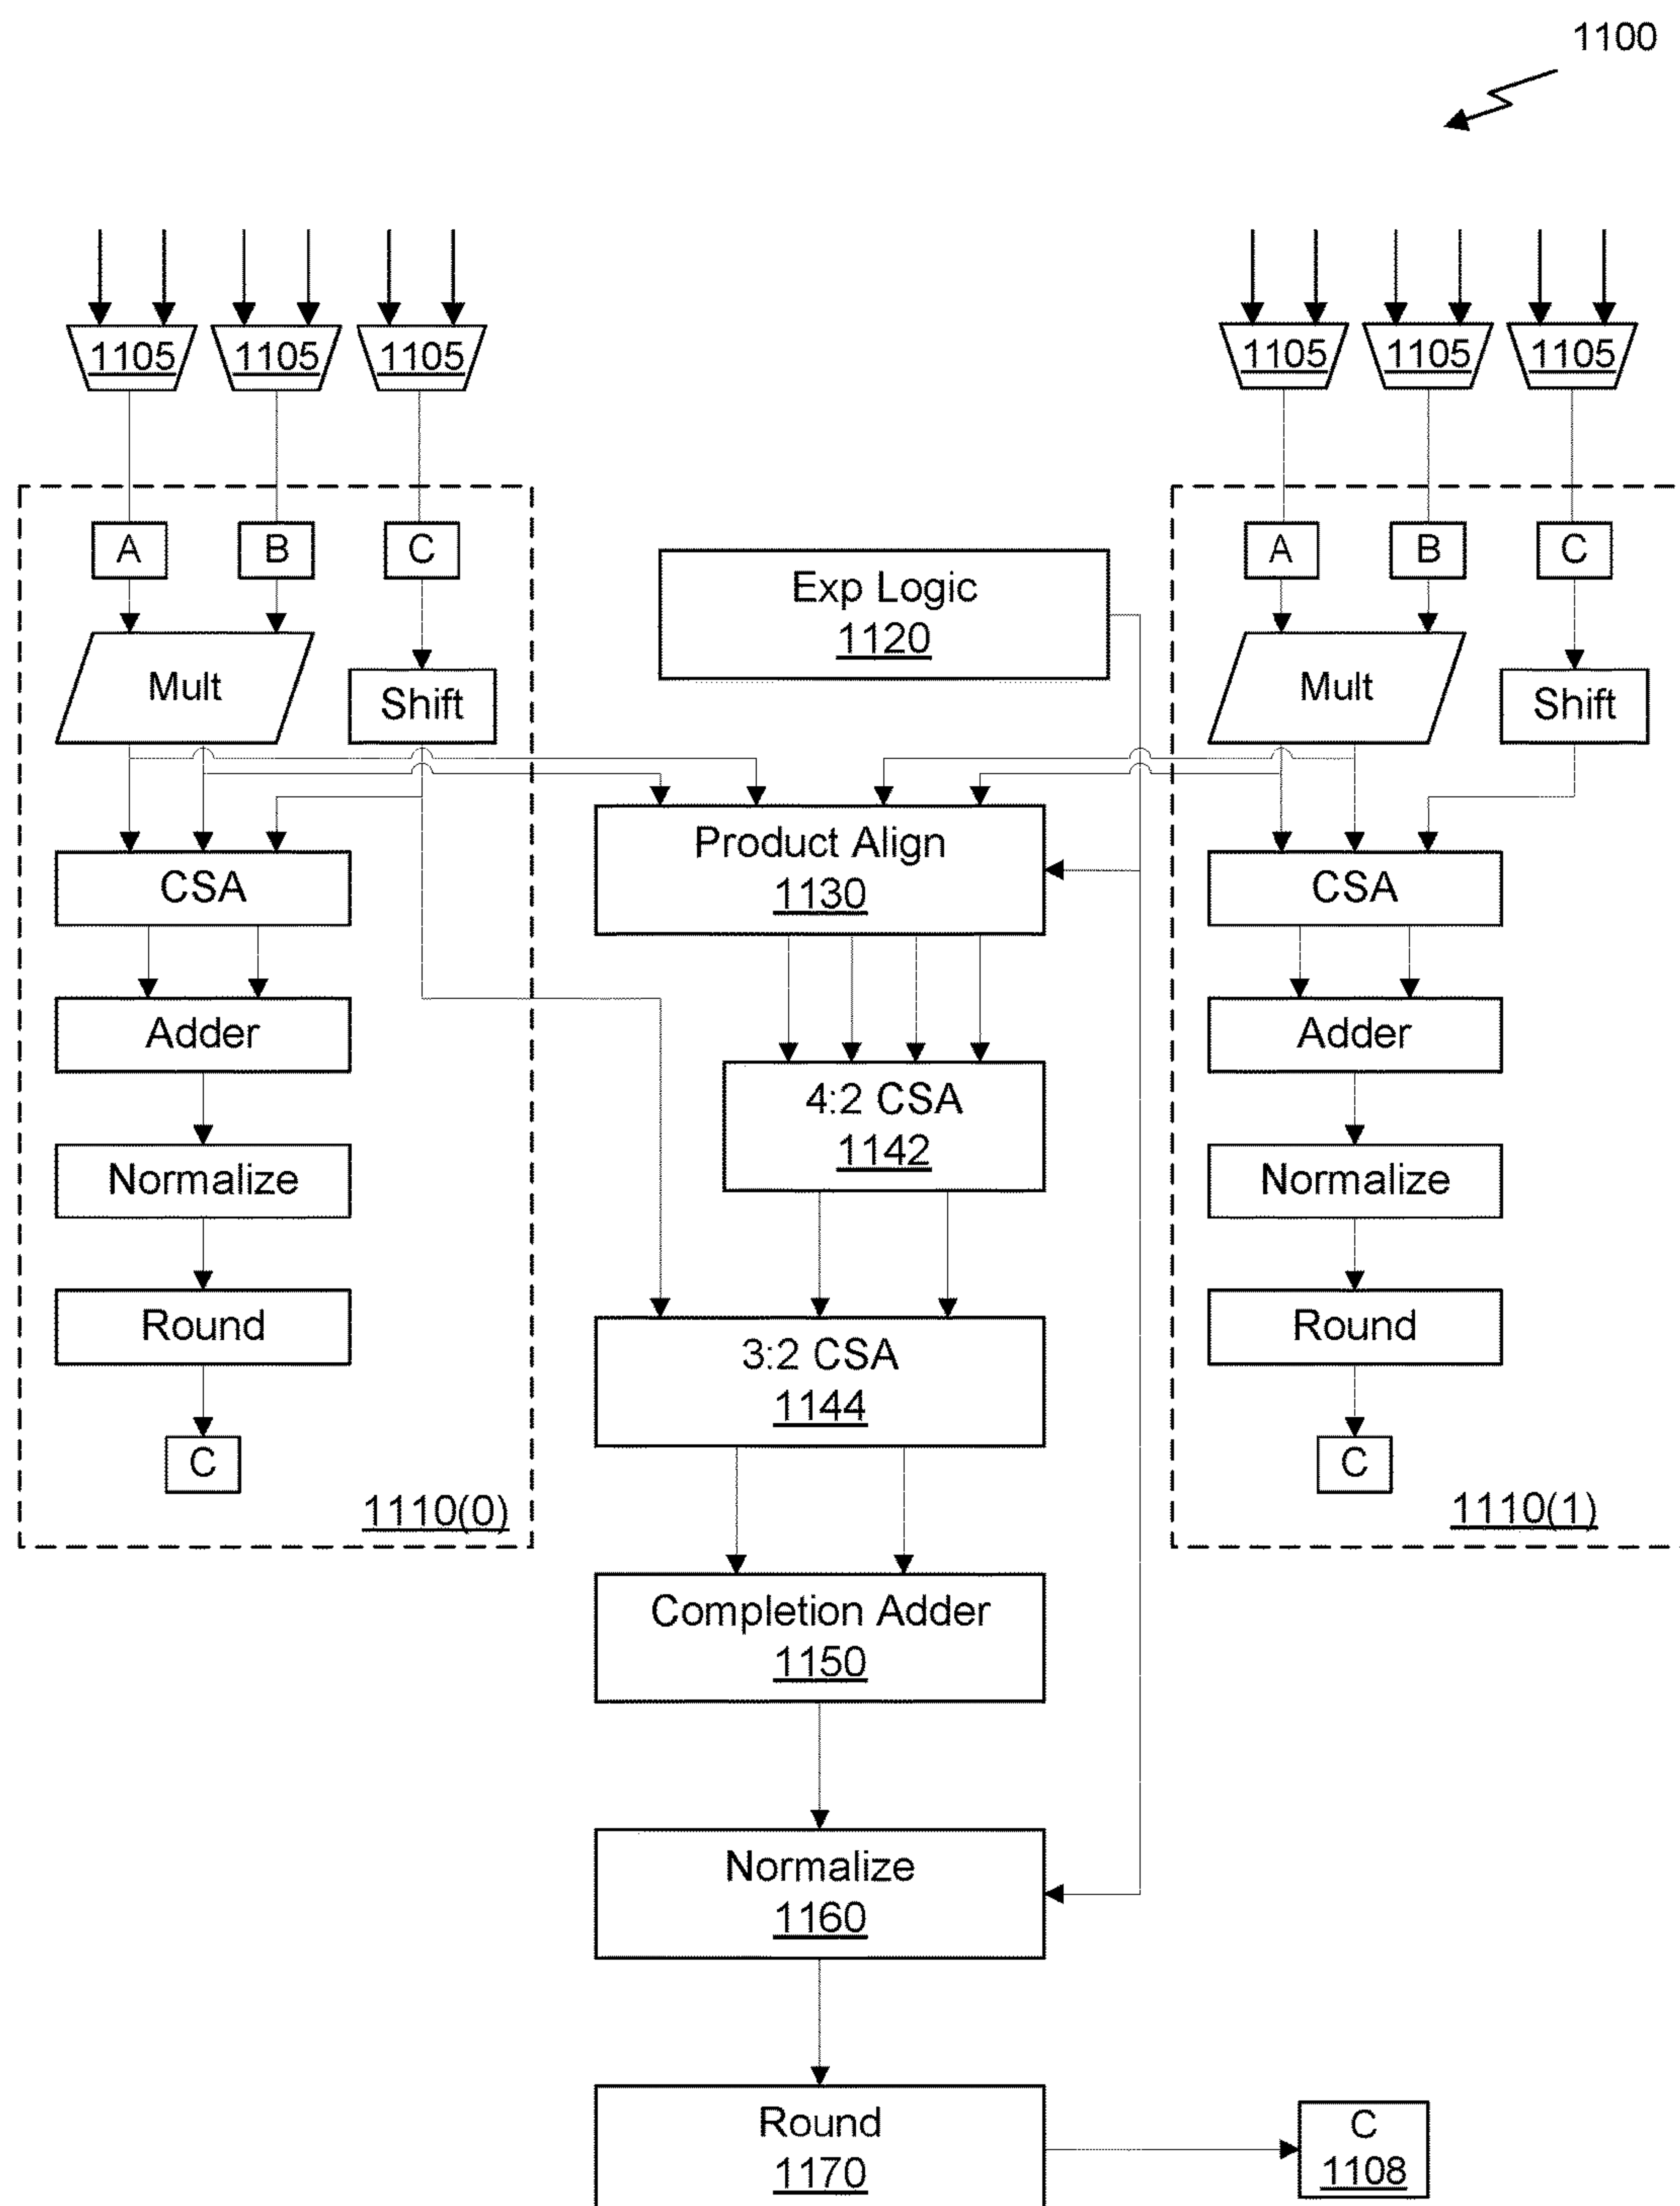 1100
1105 1105 1105 1105 1105 1105
A B C A B C
Exp Logic
1120
Mult Shift Mult Shift
Product Align
1130
CSA CSA
Adder Adder
4:2 CSA
1142
Normalize Normalize
Round Round
3:2 CSA
1144
C C
1110(0) 1110(1)
Completion Adder
1150
Normalize
1160
Round
1170
C
1108